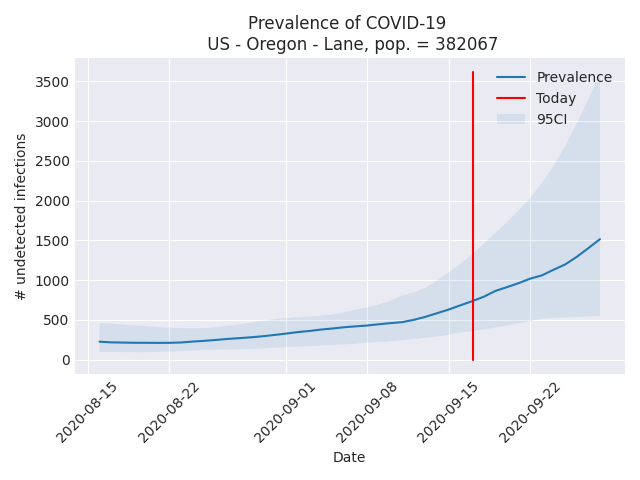 Prevalence of COVID-19
US - Oregon - Lane, pop. = 382067
Prevalence
Today
95CI
# undetected infections
3500
3000
2500
2000
1500
1000
500
0
2020-08-15
2020-08-22
2020-09-01
2020-09-08
2020-09-15
2020-09-22
Date